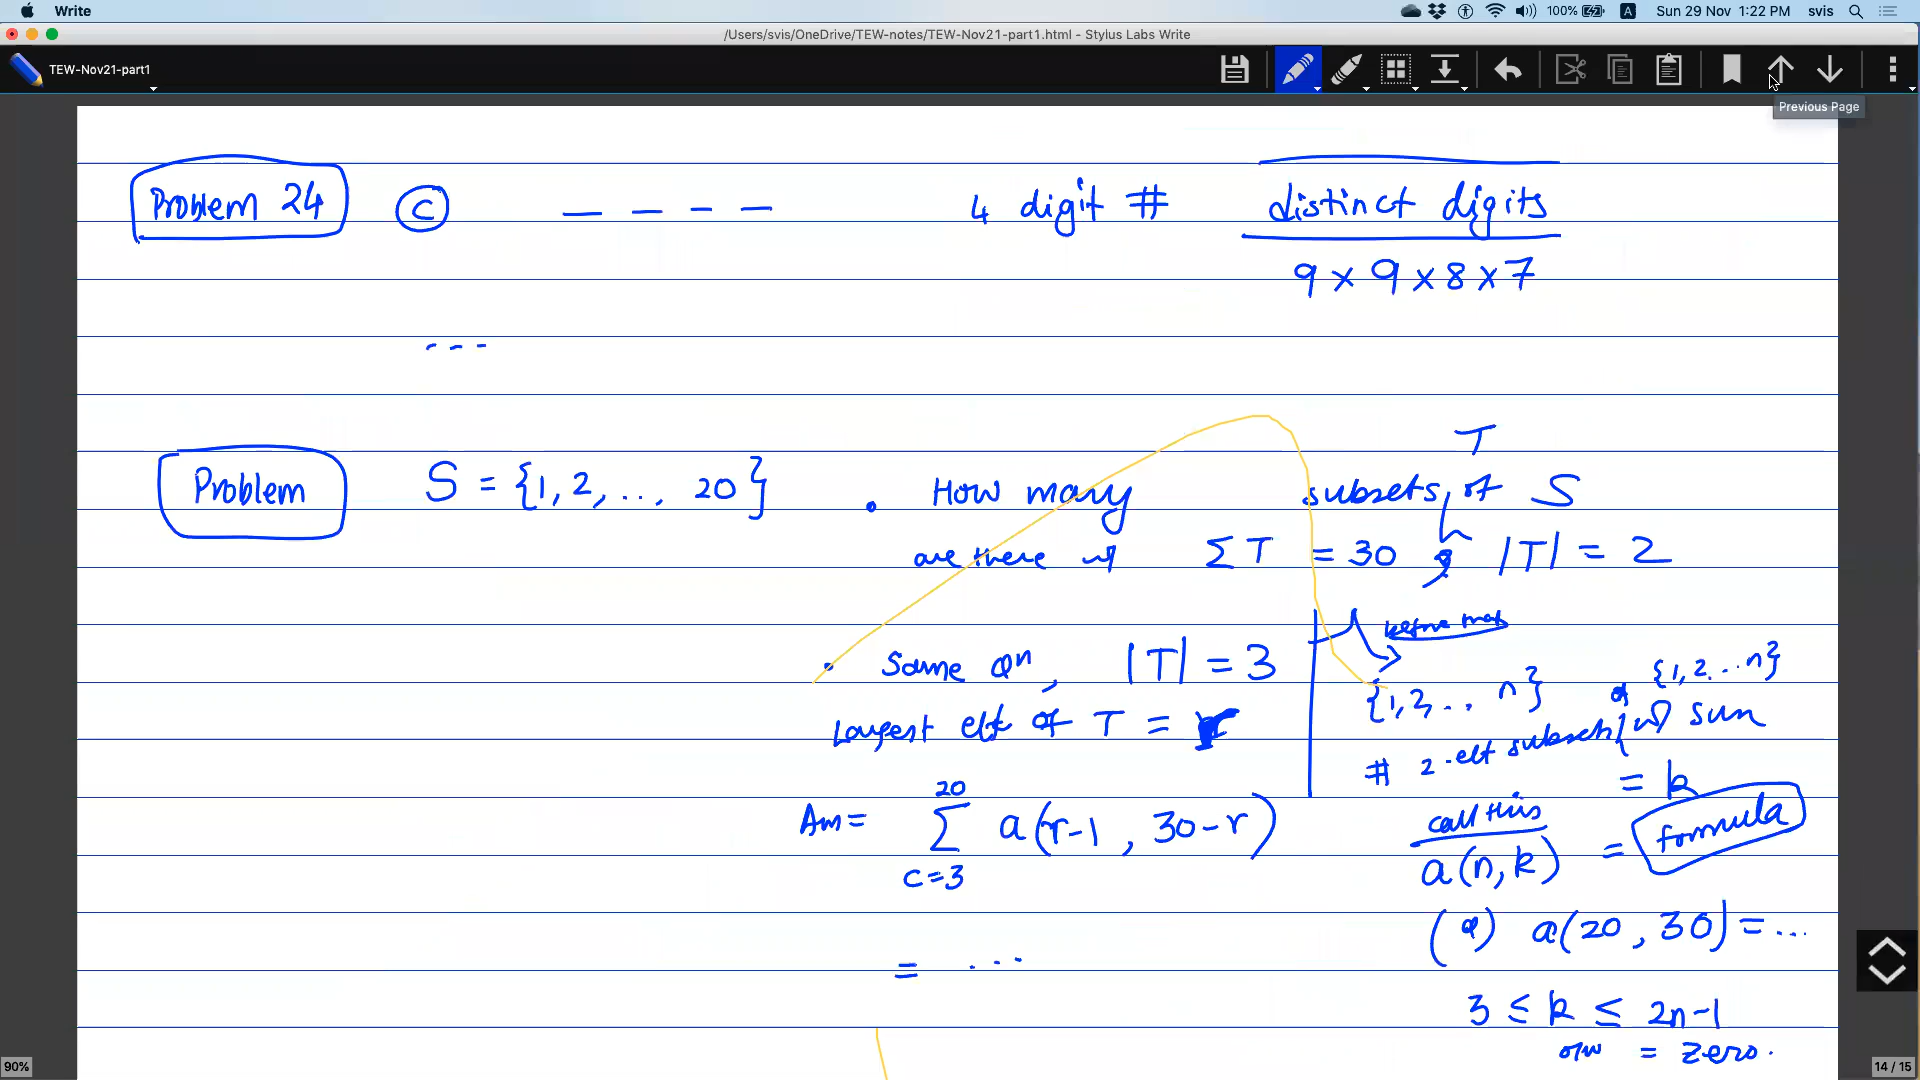 Write
100%
A
Sun 29 Nov 1:22 PM
svis
/Users/svis/OneDrive/TEW-notes/TEW-Nov21-part1.html - Stylus Labs Write
TEW-Nov21-part1
Previous Page
Problem 24 (c) _ _ _ _ 4 digit # distinct digits
9 × 9 × 8 × 7
---
Problem S = {1, 2, ..., 20} • How many subsets of S
T
are there w/ ΣT = 30 & |T| = 2
• Same Qn, |T| = 3
Largest elt of T = r
Ans = 20 Σ c=3 a(r-1, 30-r)
= ...
{1, 2, .. n}
# 2-elt subsets of {1, 2, .. n} w/ sum
= k
call this
a(n, k) = formula
(a) a(20, 30) = ...
3 ≤ k ≤ 2n-1
o/w = zero.
90%
14 / 15